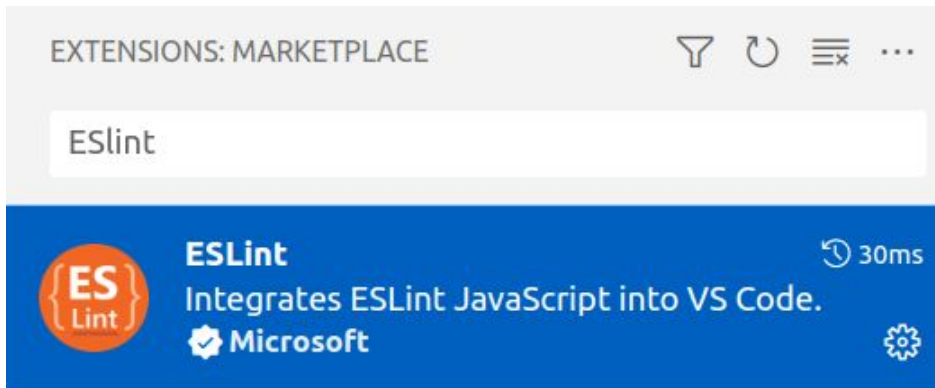 EXTENSIONS: MARKETPLACE
ESlint
ESLint
30ms
{ES}
Lint
Integrates ESLint JavaScript into VS Code.
Microsoft